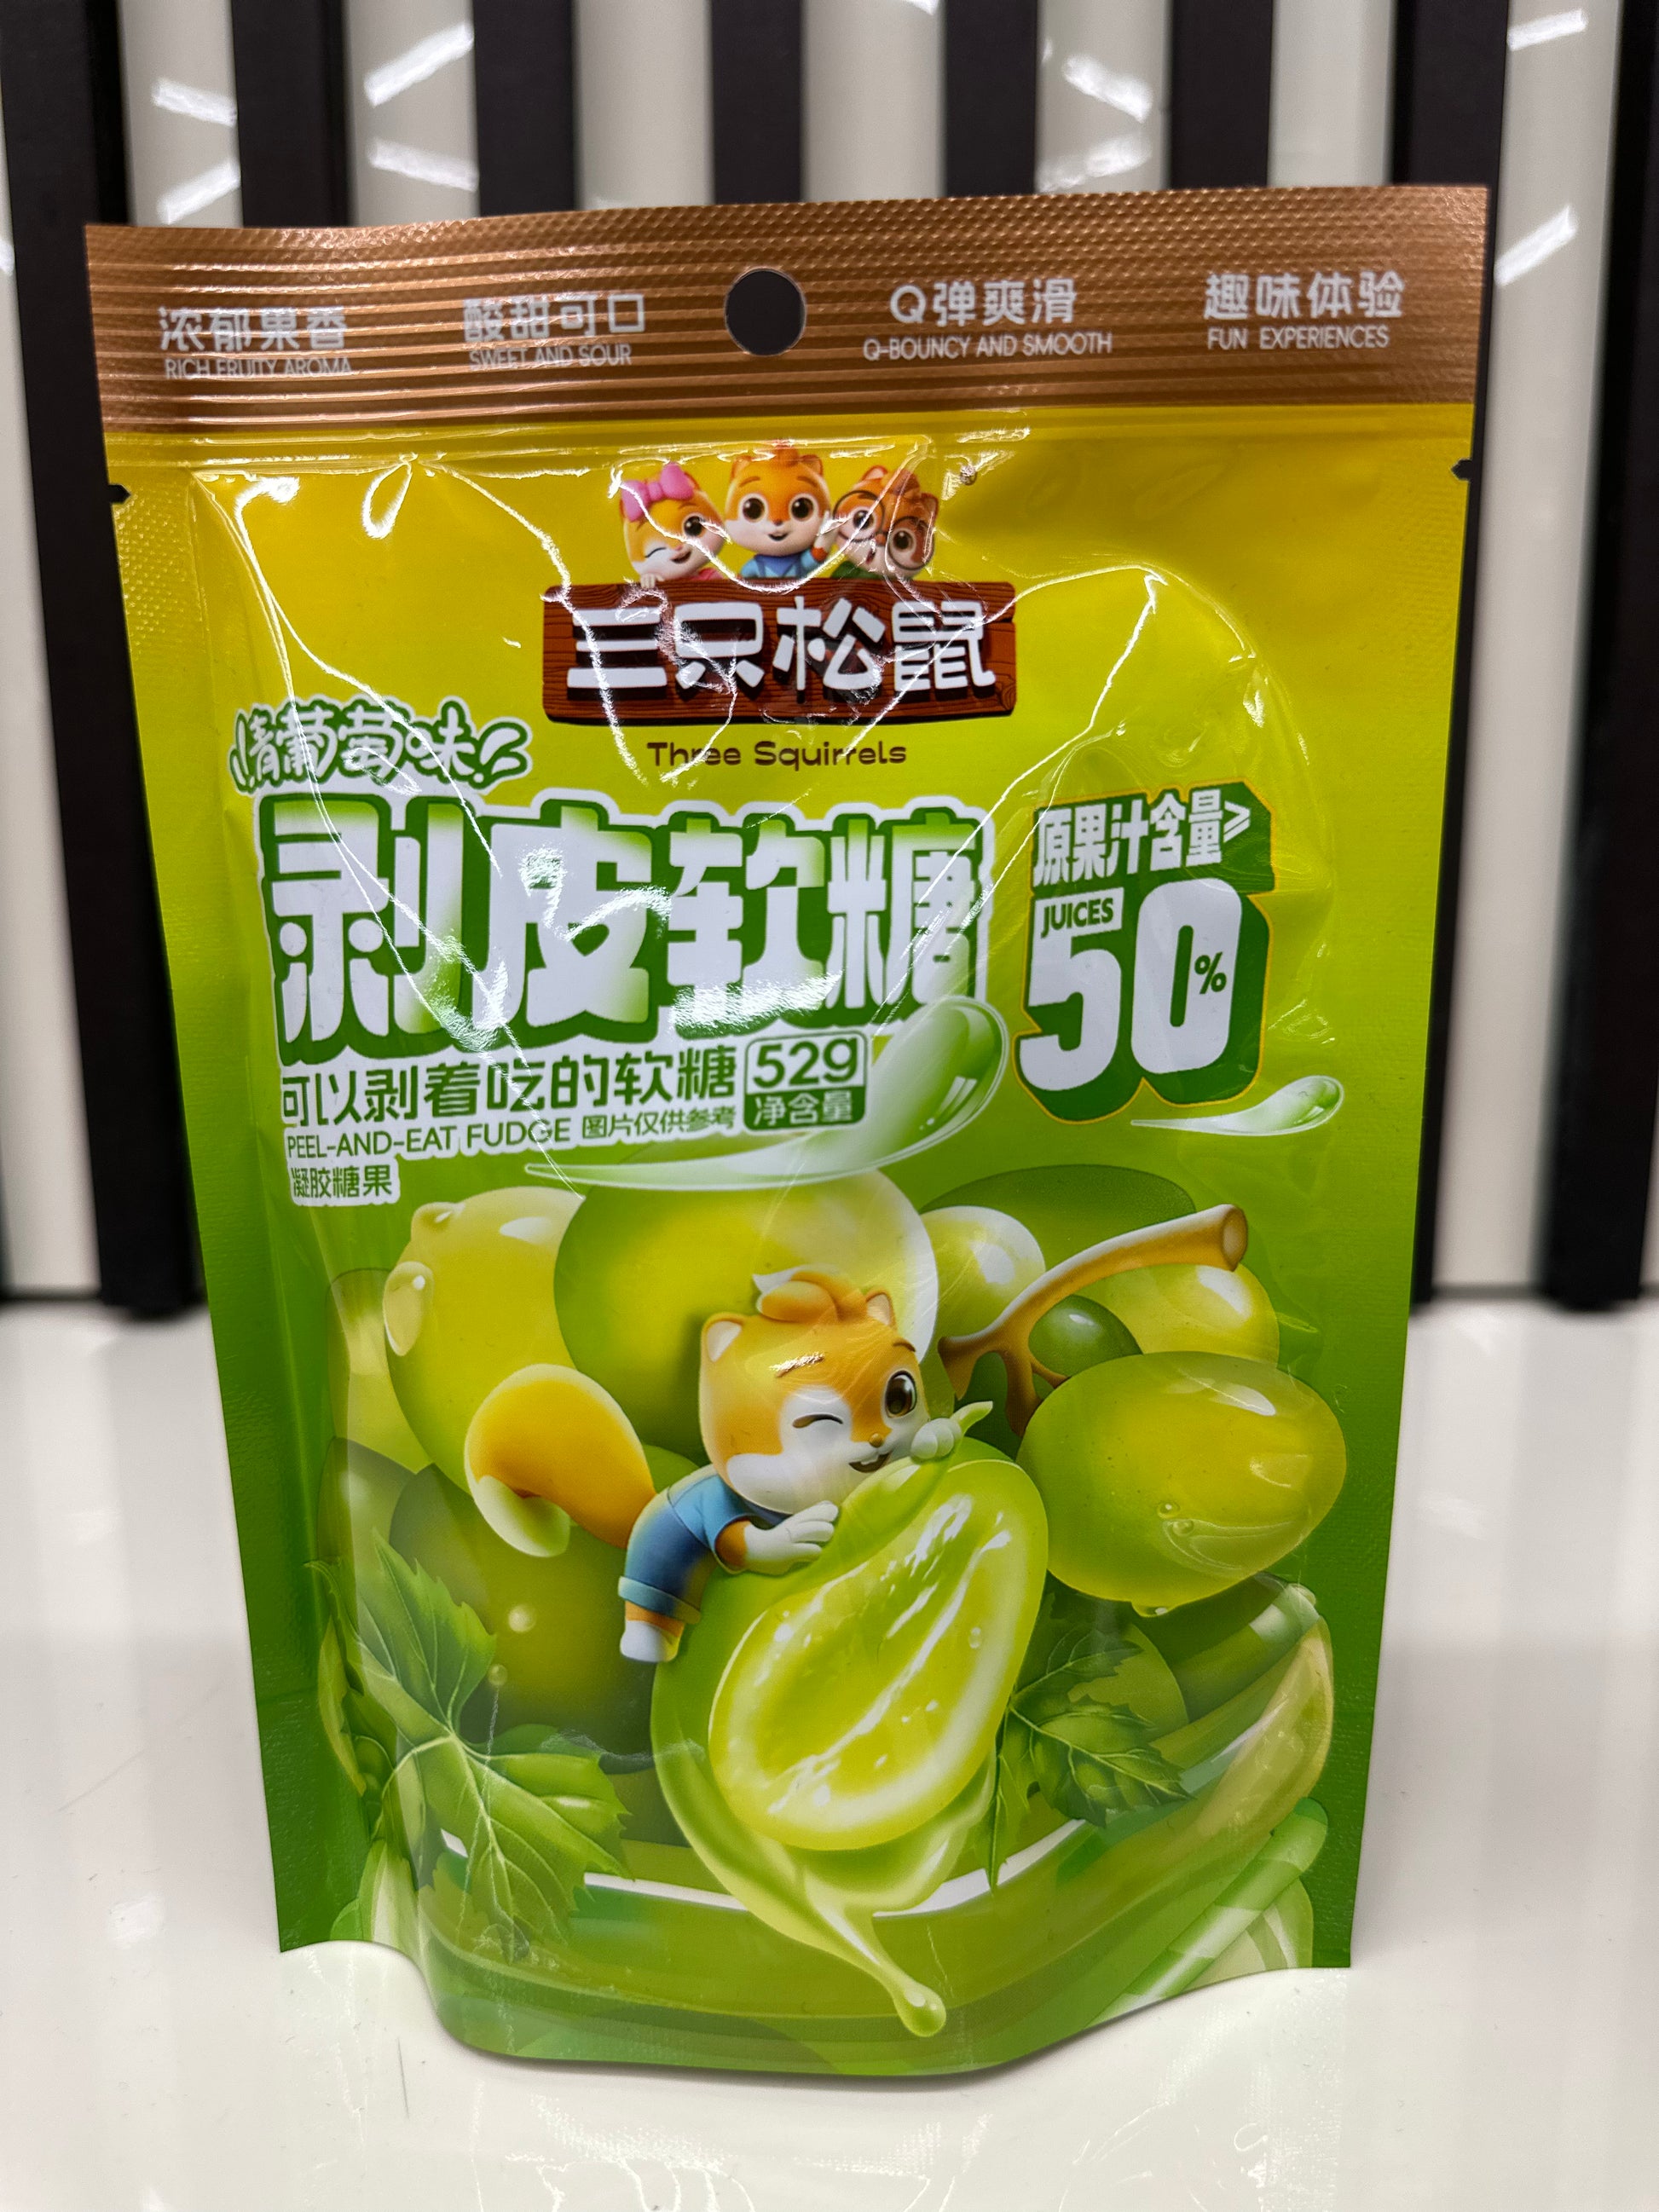 浓郁果香 酸甜可口 Q弹爽滑 趣味体验
RICH FRUITY AROMA SWEET AND SOUR Q-BOUNCY AND SMOOTH FUN EXPERIENCES
三只松鼠
Three Squirrels
葡萄味
剥皮软糖
原果汁含量≥
JUICES
50%
可以剥着吃的软糖
52g
净含量
PEEL-AND-EAT FUDGE 图片仅供参考
凝胶糖果